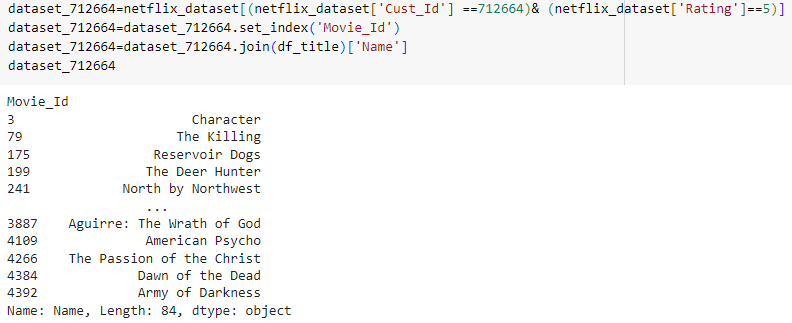 dataset_712664=netflix_dataset[(netflix_dataset['Cust_Id'] ==712664)& (netflix_dataset['Rating']==5)]
dataset_712664=dataset_712664.set_index('Movie_Id')
dataset_712664=dataset_712664.join(df_title)['Name']
dataset_712664
Movie_Id
3 Character
79 The Killing
175 Reservoir Dogs
199 The Deer Hunter
241 North by Northwest
...
3887 Aguirre: The Wrath of God
4109 American Psycho
4266 The Passion of the Christ
4384 Dawn of the Dead
4392 Army of Darkness
Name: Name, Length: 84, dtype: object